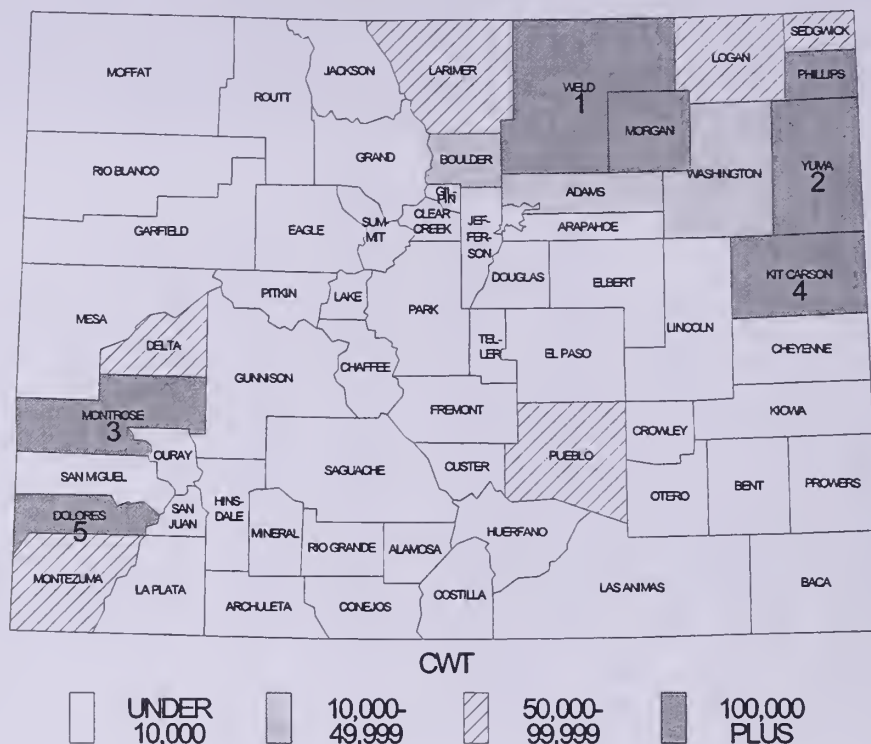 MOFFAT
ROUTT
JACKSON
LARIMER
WELD
1
MORGAN
LOGAN
SEDGWICK
PHILLIPS
YUMA
2
WASHINGTON
RIO BLANCO
GRAND
BOULDER
GIL-
PIN
CLEAR
CREEK
ADAMS
ARAPAHOE
JEF-
FER-
SON
GARFIELD
EAGLE
SUM-
MIT
DOUGLAS
ELBERT
KIT CARSON
4
LINCOLN
CHEYENNE
MESA
PITKIN
LAKE
PARK
DELTA
GUNNISON
CHAFFEE
TEL-
LER
EL PASO
KIOWA
MONTROSE
3
OURAY
FREMONT
CROWLEY
SAN MIGUEL
SAGUACHE
CUSTER
PUEBLO
OTERO
BENT
PROWERS
DOLORES
5
SAN
JUAN
HINS-
DALE
MINERAL
RIO GRANDE
ALAMOSA
HUERFANO
MONTEZUMA
LA PLATA
ARCHULETA
CONEJOS
COSTILLA
LAS ANIMAS
BACA
CWT
UNDER
10,000
10,000-
49,999
50,000-
99,999
100,000
PLUS